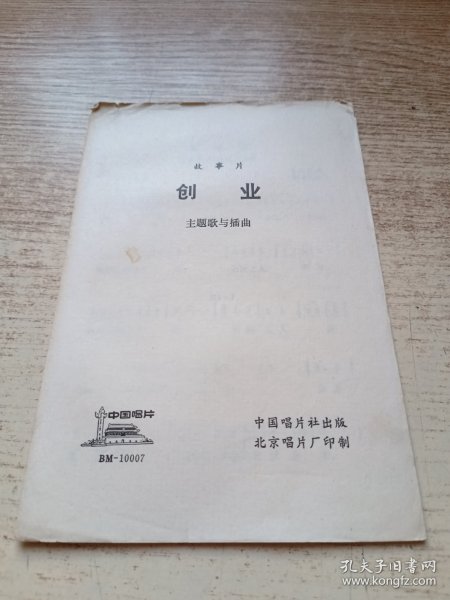 故事片
创业
主题歌与插曲
中国唱片
BM-10007
中国唱片社出版
北京唱片厂印制
孔夫子旧书网
www.kongfz.com